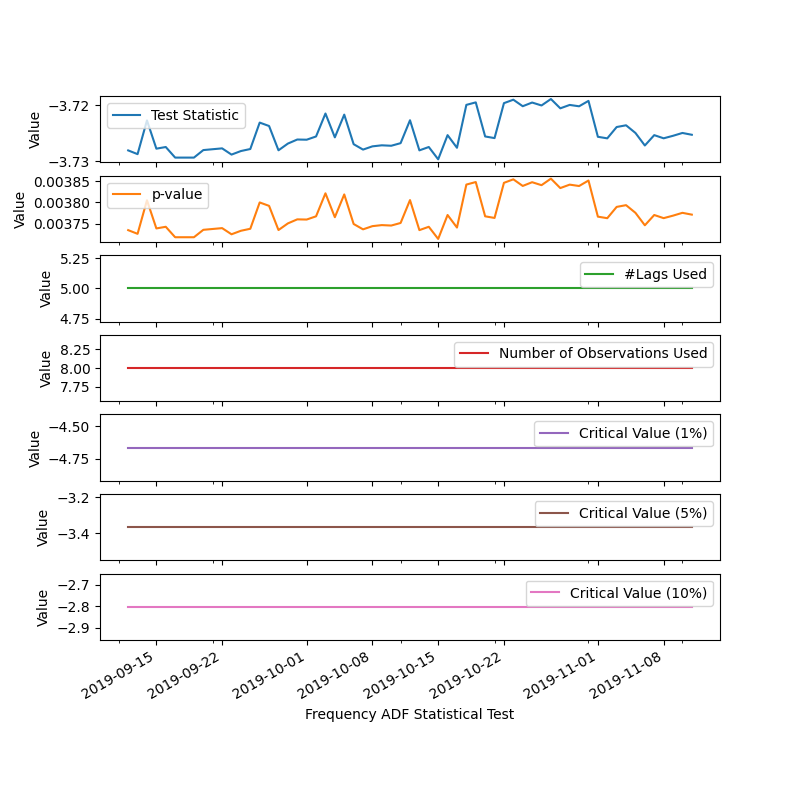 Value
−3.72
−3.73
Test Statistic
Value
0.00385
0.00380
0.00375
p-value
Value
5.25
5.00
4.75
#Lags Used
Value
8.25
8.00
7.75
Number of Observations Used
Value
−4.50
−4.75
Critical Value (1%)
Value
−3.2
−3.4
Critical Value (5%)
Value
−2.7
−2.8
−2.9
Critical Value (10%)
2019-09-15
2019-09-22
2019-10-01
2019-10-08
2019-10-15
2019-10-22
2019-11-01
2019-11-08
Frequency ADF Statistical Test